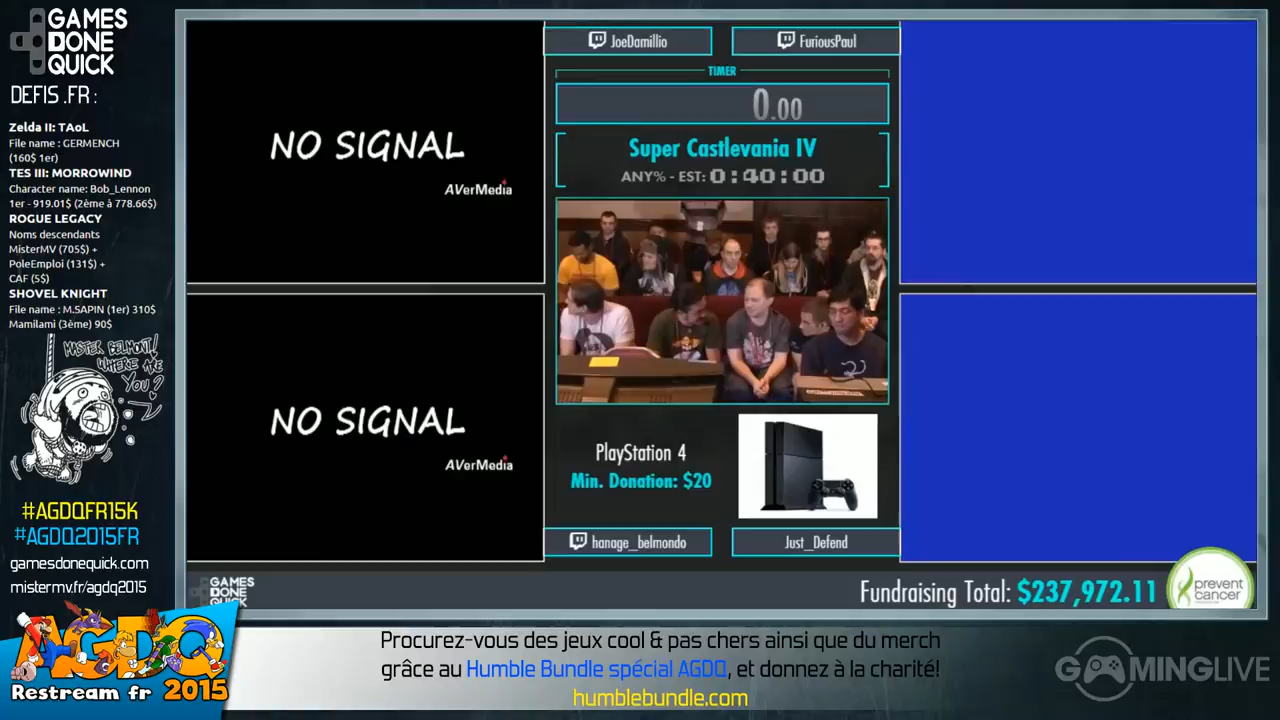 GAMES
DONE
QUICK
DEFIS .FR :
Zelda II: TAoL
File name : GERMENCH
(160$ 1er)
TES III: MORROWIND
Character name: Bob_Lennon
1er - 919.01$ (2ème à 778.66$)
ROGUE LEGACY
Noms descendants
MisterMV (705$) +
PoleEmploi (131$) +
CAF (5$)
SHOVEL KNIGHT
File name : M.SAPIN (1er) 310$
Mamilami (3éme) 90$
MASTER BELMONT!
WHERE ARE
YOU ?
#AGDQFR15K
#AGDQ2015FR
gamesdonequick.com
mistermv.fr/agdq2015
AGDQ
Restream fr 2015
NO SIGNAL
AVerMedia
NO SIGNAL
AVerMedia
JoeDamillio
FuriousPaul
TIMER
0.00
Super Castlevania IV
ANY% - EST: 0:40:00
PlayStation 4
Min. Donation: $20
hanage_belmondo
Just_Defend
GAMES
DONE
QUICK
Fundraising Total: $237,972.11
prevent
cancer
Procurez-vous des jeux cool & pas chers ainsi que du merch
grâce au Humble Bundle spécial AGDQ, et donnez à la charité!
humblebundle.com
GAMINGLIVE